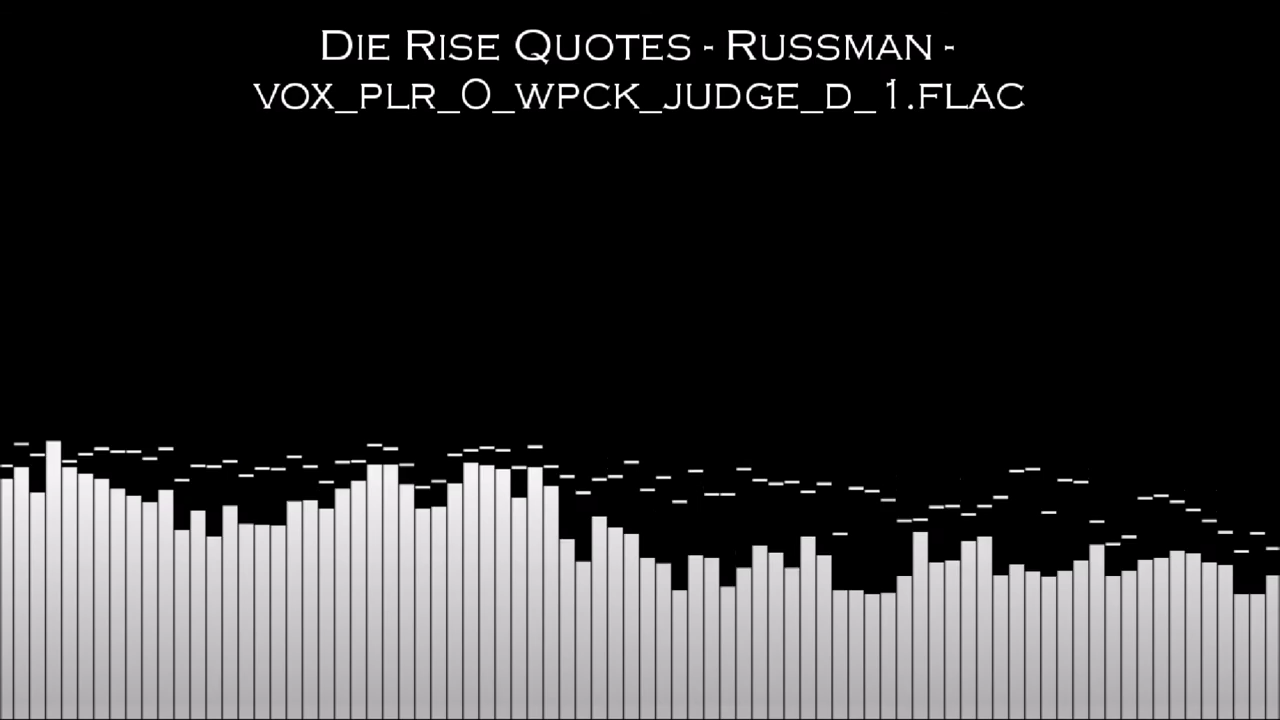 Die Rise Quotes - Russman -
vox_plr_0_wpck_judge_d_1.flac